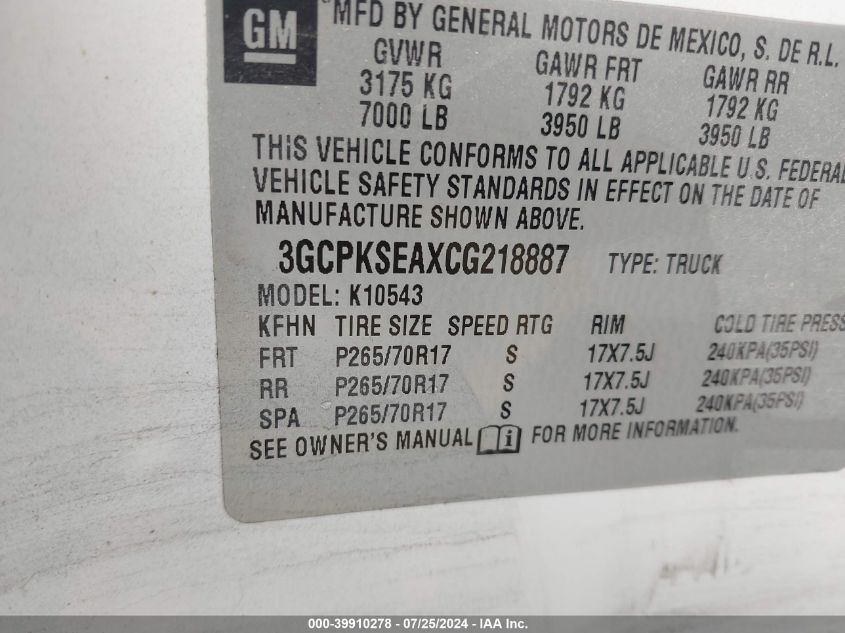 GM
MFD BY GENERAL MOTORS DE MEXICO, S. DE R.L.
GVWR GAWR FRT GAWR RR
3175 KG 1792 KG 1792 KG
7000 LB 3950 LB 3950 LB
THIS VEHICLE CONFORMS TO ALL APPLICABLE U.S. FEDERAL
VEHICLE SAFETY STANDARDS IN EFFECT ON THE DATE OF
MANUFACTURE SHOWN ABOVE.
3GCPKSEAXCG218887 TYPE: TRUCK
MODEL: K10543
KFHN TIRE SIZE SPEED RTG RIM COLD TIRE PRESS
FRT P265/70R17 S 17X7.5J 240KPA(35PSI)
RR P265/70R17 S 17X7.5J 240KPA(35PSI)
SPA P265/70R17 S 17X7.5J 240KPA(35PSI)
SEE OWNER'S MANUAL i FOR MORE INFORMATION.
000-39910278 - 07/25/2024 - IAA Inc.